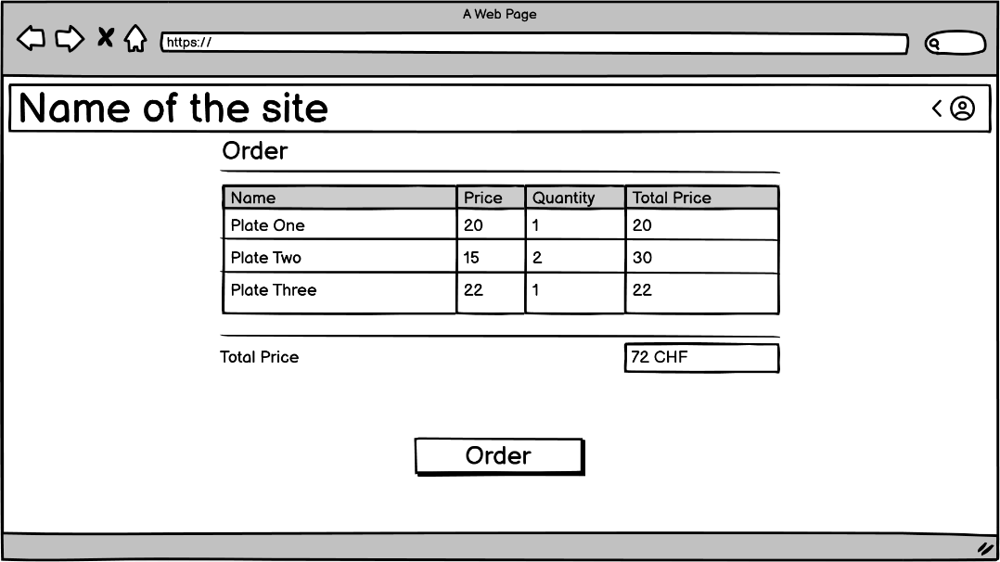 A Web Page
https://
Name of the site
Order
Name Price Quantity Total Price
Plate One 20 1 20
Plate Two 15 2 30
Plate Three 22 1 22
Total Price 72 CHF
Order